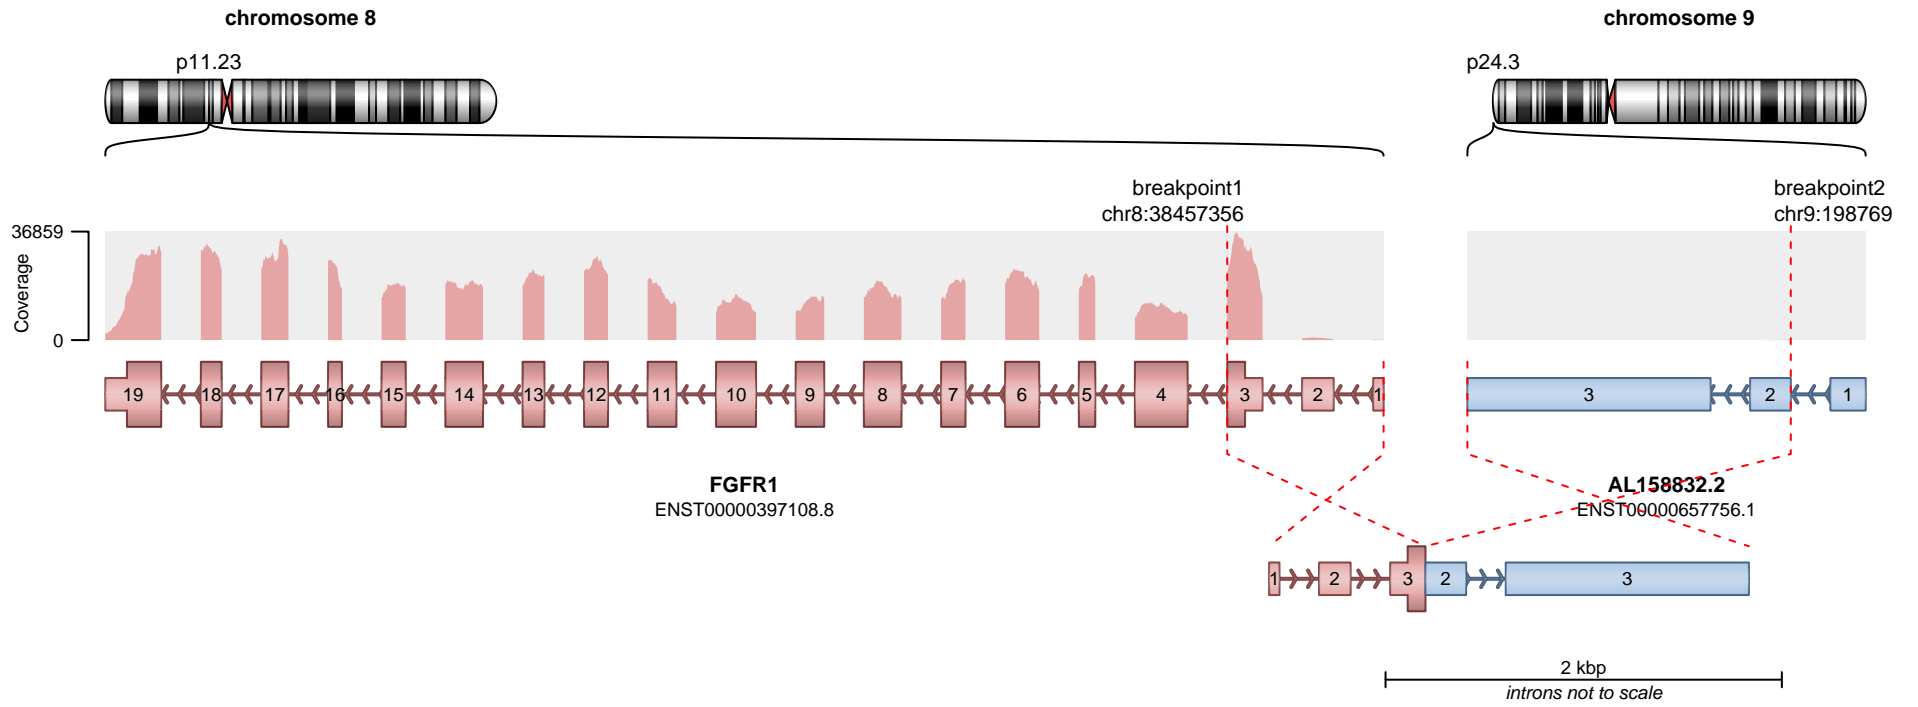 chromosome 8
chromosome 9
p11.23
p24.3
breakpoint1
chr8:38457356
breakpoint2
chr9:198769
36859
Coverage
0
19 18 17 16 15 14 13 12 11 10 9 8 7 6 5 4 3 2 1
3 2 1
FGFR1
ENST00000397108.8
AL158832.2
ENST00000657756.1
1 2 3 2 3
2 kbp
introns not to scale